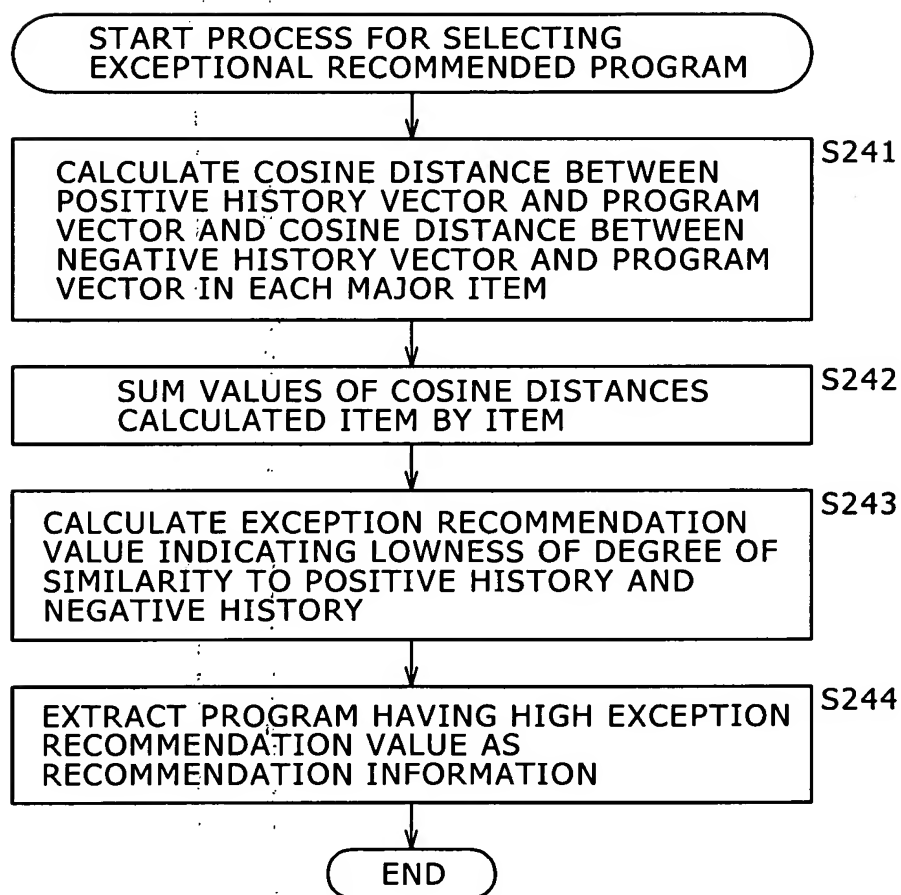 START PROCESS FOR SELECTING
EXCEPTIONAL RECOMMENDED PROGRAM
S241
CALCULATE COSINE DISTANCE BETWEEN
POSITIVE HISTORY VECTOR AND PROGRAM
VECTOR AND COSINE DISTANCE BETWEEN
NEGATIVE HISTORY VECTOR AND PROGRAM
VECTOR IN EACH MAJOR ITEM
S242
SUM VALUES OF COSINE DISTANCES
CALCULATED ITEM BY ITEM
S243
CALCULATE EXCEPTION RECOMMENDATION
VALUE INDICATING LOWNESS OF DEGREE OF
SIMILARITY TO POSITIVE HISTORY AND
NEGATIVE HISTORY
S244
EXTRACT PROGRAM HAVING HIGH EXCEPTION
RECOMMENDATION VALUE AS
RECOMMENDATION INFORMATION
END